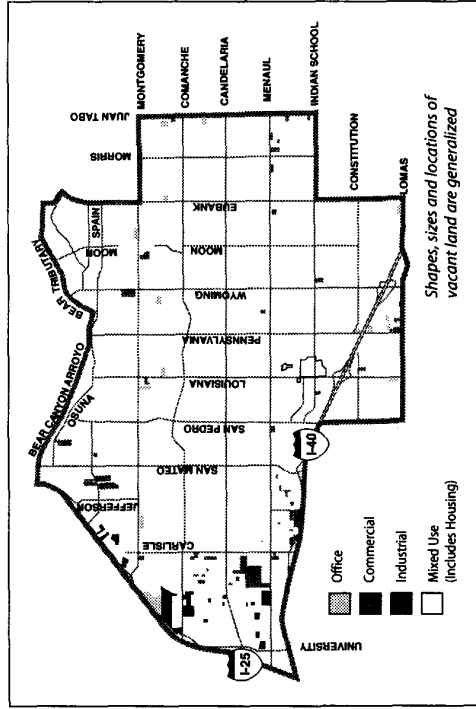 JUAN TABO
MONTGOMERY
COMANCHE
CANDELARIA
MENAUL
INDIAN SCHOOL
MORRIS
CONSTITUTION
LOMAS
EUBANK
SPAIN
MOON
MOON
BEAR TRIBUTARY
WYOMING
PENNSYLVANIA
LOUISIANA
BEAR CANYON ARROYO
OSUNA
SAN PEDRO
SAN MATEO
JEFFERSON
CARLISLE
UNIVERSITY
I-40
I-25
Office
Commercial
Industrial
Mixed Use
(Includes Housing)
Shapes, sizes and locations of
vacant land are generalized